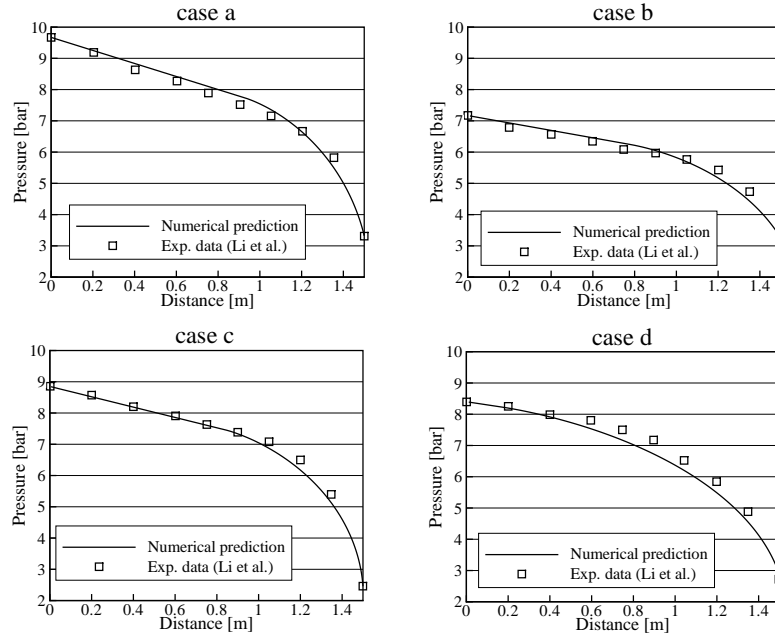 case a
10
9
8
7
6
5
4
3
2
Pressure [bar]
Numerical prediction
Exp. data (Li et al.)
0 0.2 0.4 0.6 0.8 1 1.2 1.4
Distance [m]
case b
10
9
8
7
6
5
4
3
2
Pressure [bar]
Numerical prediction
Exp. data (Li et al.)
0 0.2 0.4 0.6 0.8 1 1.2 1.4
Distance [m]
case c
10
9
8
7
6
5
4
3
2
Pressure [bar]
Numerical prediction
Exp. data (Li et al.)
0 0.2 0.4 0.6 0.8 1 1.2 1.4
Distance [m]
case d
10
9
8
7
6
5
4
3
2
Pressure [bar]
Numerical prediction
Exp. data (Li et al.)
0 0.2 0.4 0.6 0.8 1 1.2 1.4
Distance [m]